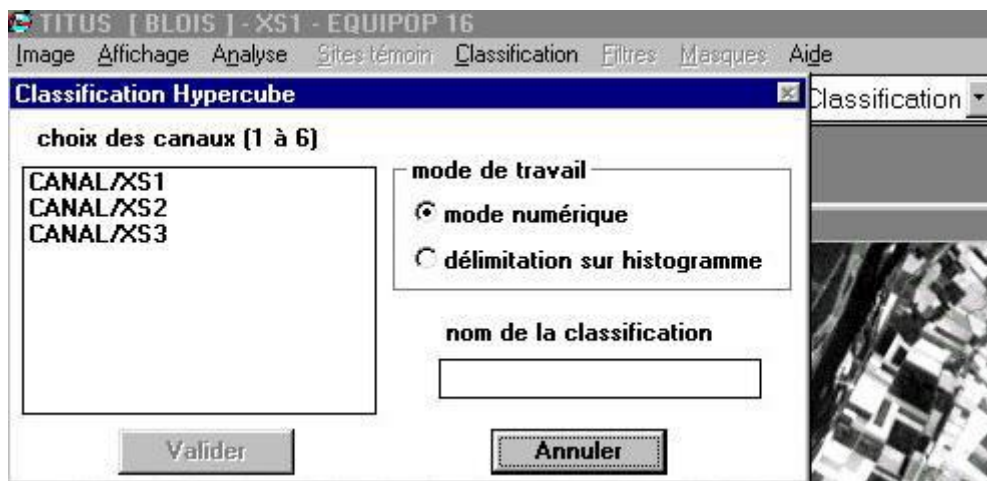 TITUS [ BLOIS ] - XS1 - EQUIPOP 16
Image Affichage Analyse Sites témoin Classification Filtres Masques Aide
Classification Hypercube
Classification
choix des canaux (1 à 6)
CANAL/XS1
CANAL/XS2
CANAL/XS3
mode de travail
mode numérique
délimitation sur histogramme
nom de la classification
Valider
Annuler